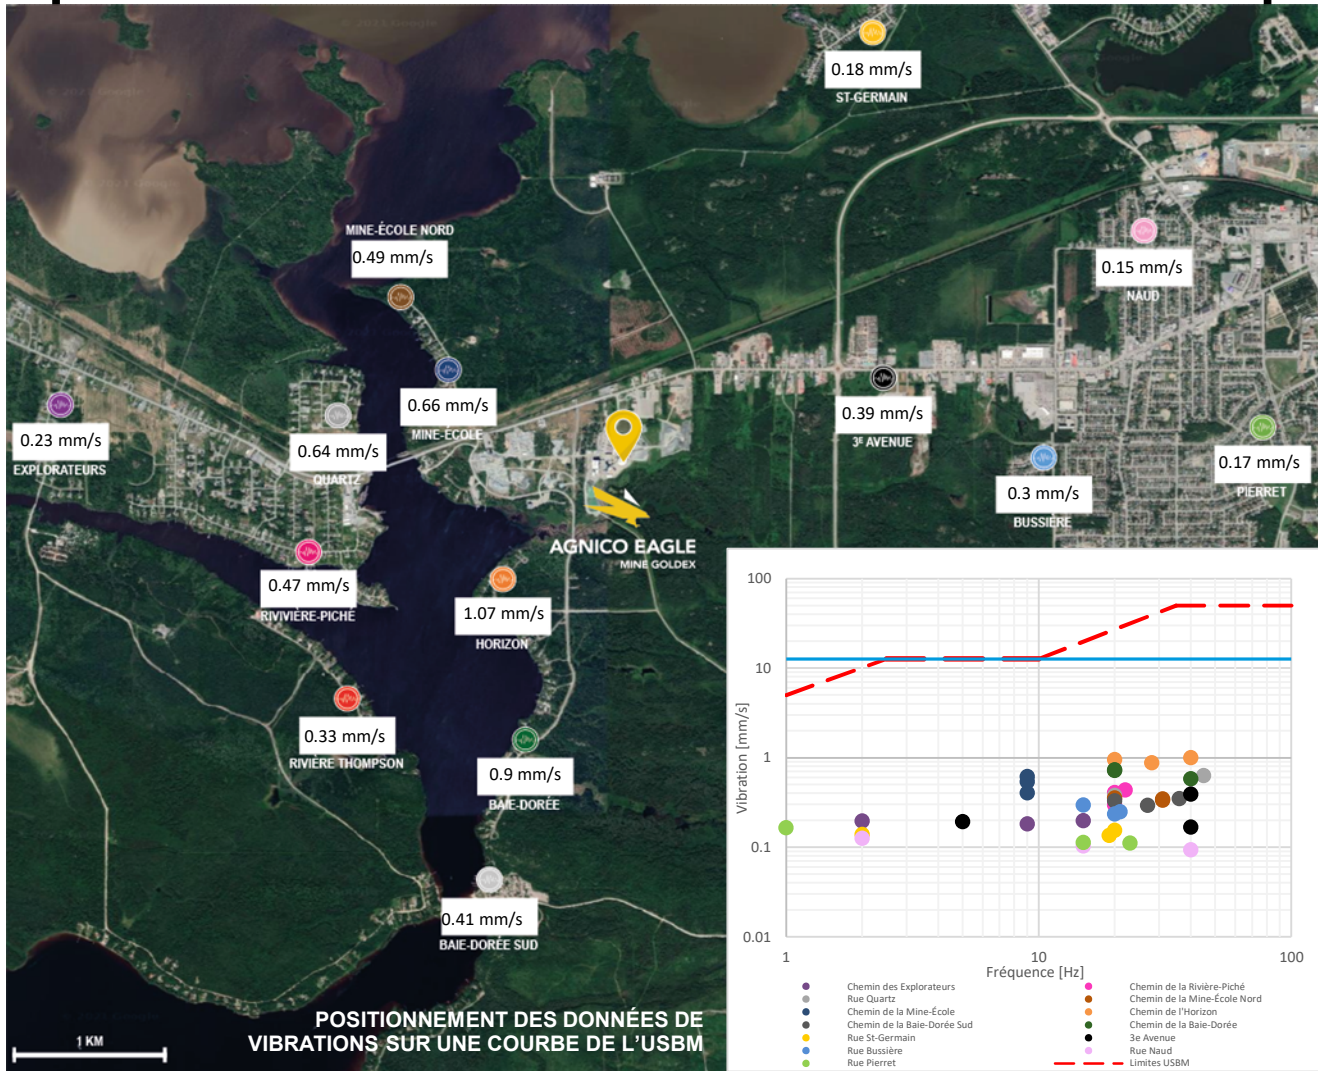 0.18 mm/s
ST-GERMAIN
MINE-ÉCOLE NORD
0.49 mm/s
0.15 mm/s
NAUD
0.66 mm/s
MINE-ÉCOLE
0.39 mm/s
3E AVENUE
0.23 mm/s
EXPLORATEURS
0.64 mm/s
QUARTZ
0.17 mm/s
PIERRET
0.3 mm/s
BUSSIÈRE
AGNICO EAGLE
MINE GOLDEX
0.47 mm/s
RIVIVIÈRE-PICHÉ
1.07 mm/s
HORIZON
0.33 mm/s
RIVIÈRE THOMPSON
0.9 mm/s
BAIE-DORÉE
0.41 mm/s
BAIE-DORÉE SUD
POSITIONNEMENT DES DONNÉES DE
VIBRATIONS SUR UNE COURBE DE L'USBM
1 KM
100
10
1
0.1
0.01
Vibration [mm/s]
1
10
100
Fréquence [Hz]
Chemin des Explorateurs
Chemin de la Rivière-Piché
Rue Quartz
Chemin de la Mine-École Nord
Chemin de la Mine-École
Chemin de l'Horizon
Chemin de la Baie-Dorée Sud
Chemin de la Baie-Dorée
Rue St-Germain
3e Avenue
Rue Bussière
Rue Naud
Rue Pierret
Limites USBM